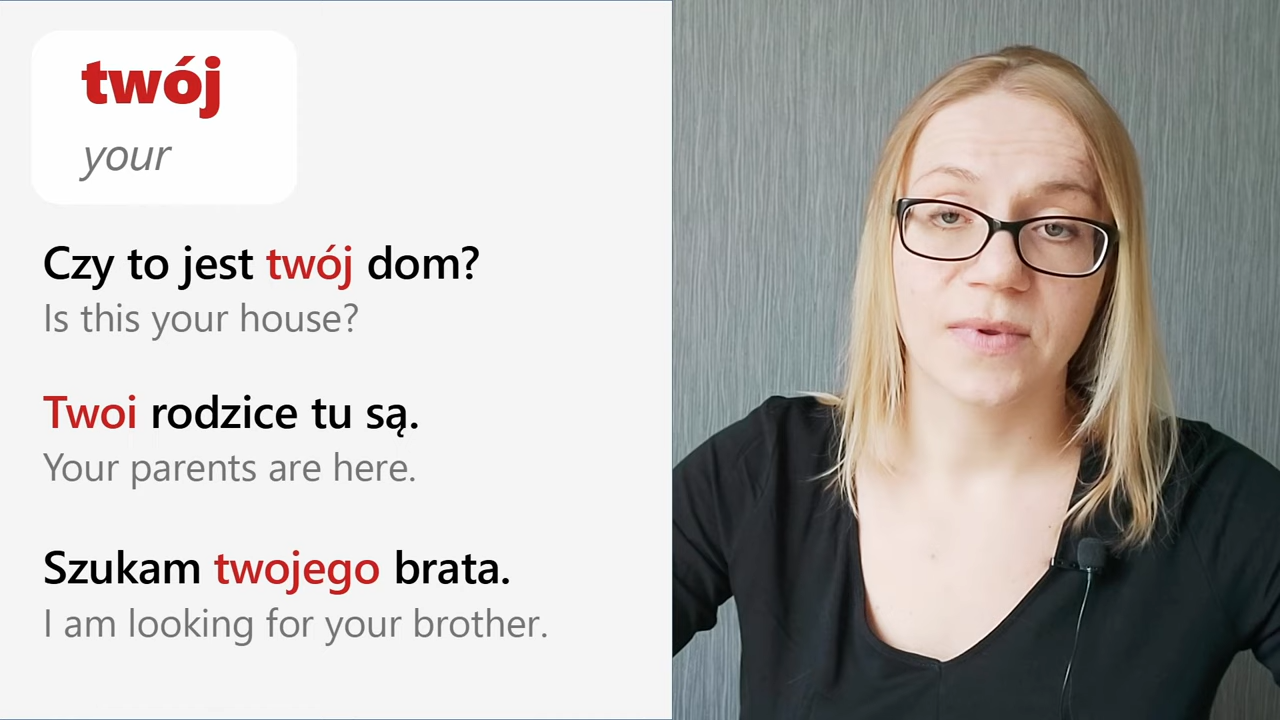 twój
your
Czy to jest twój dom?
Is this your house?
Twoi rodzice tu są.
Your parents are here.
Szukam twojego brata.
I am looking for your brother.